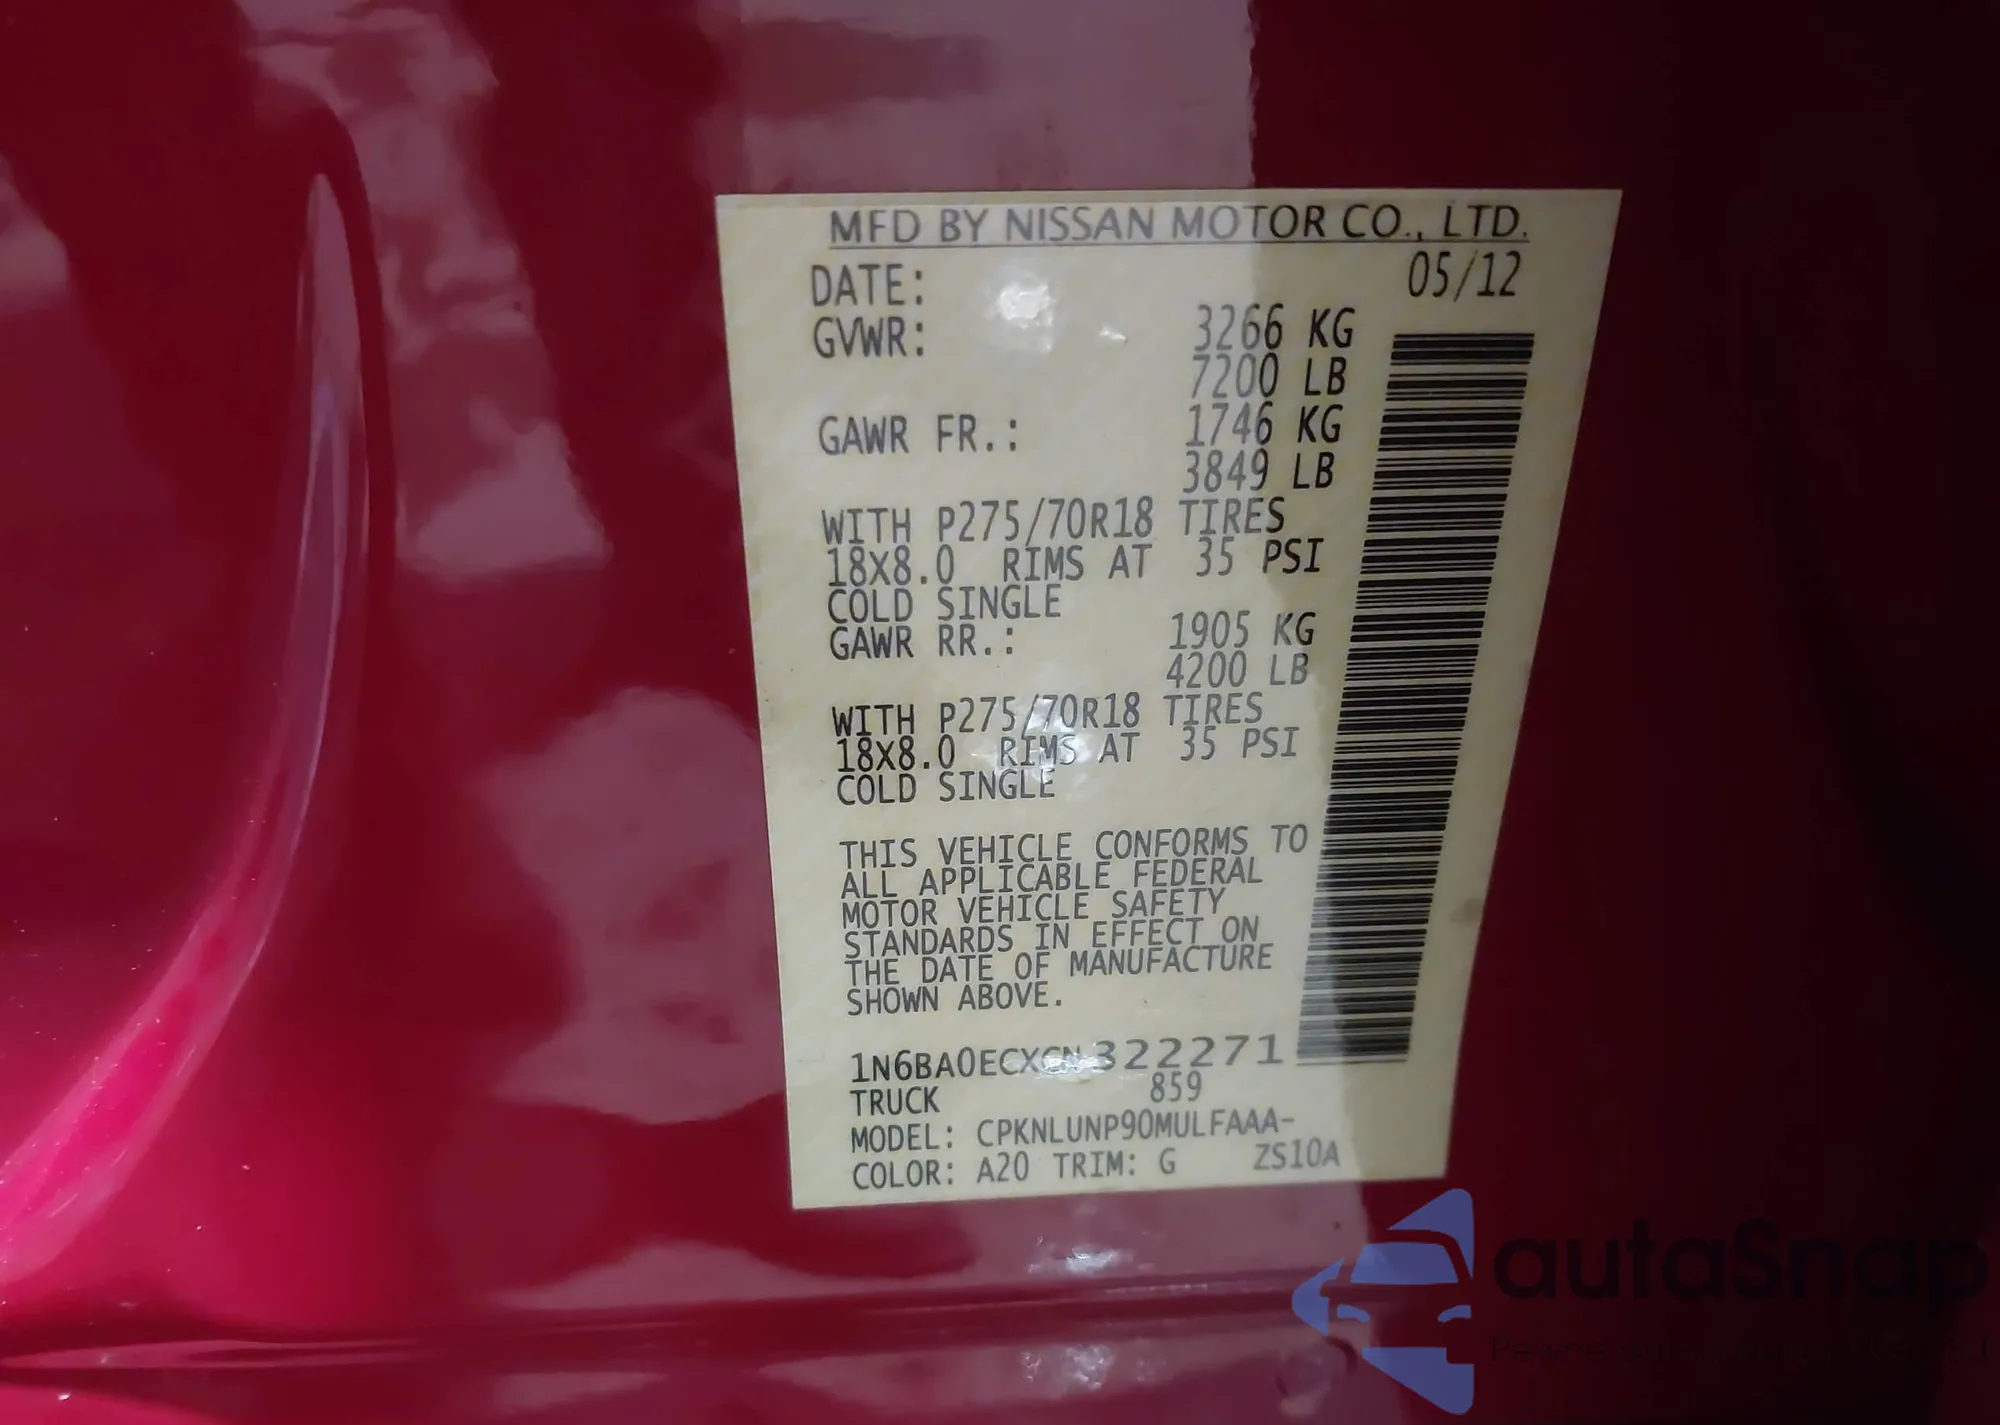 MFD BY NISSAN MOTOR CO., LTD.
DATE: 05/12
GVWR: 3266 KG
7200 LB
GAWR FR.: 1746 KG
3849 LB
WITH P275/70R18 TIRES
18X8.0 RIMS AT 35 PSI
COLD SINGLE
GAWR RR.: 1905 KG
4200 LB
WITH P275/70R18 TIRES
18X8.0 RIMS AT 35 PSI
COLD SINGLE
THIS VEHICLE CONFORMS TO
ALL APPLICABLE FEDERAL
MOTOR VEHICLE SAFETY
STANDARDS IN EFFECT ON
THE DATE OF MANUFACTURE
SHOWN ABOVE.
1N6BA0ECXCN322271
TRUCK 859
MODEL: CPKNLUNP90MULFAAA-
COLOR: A20 TRIM: G ZS10A
autaSnap